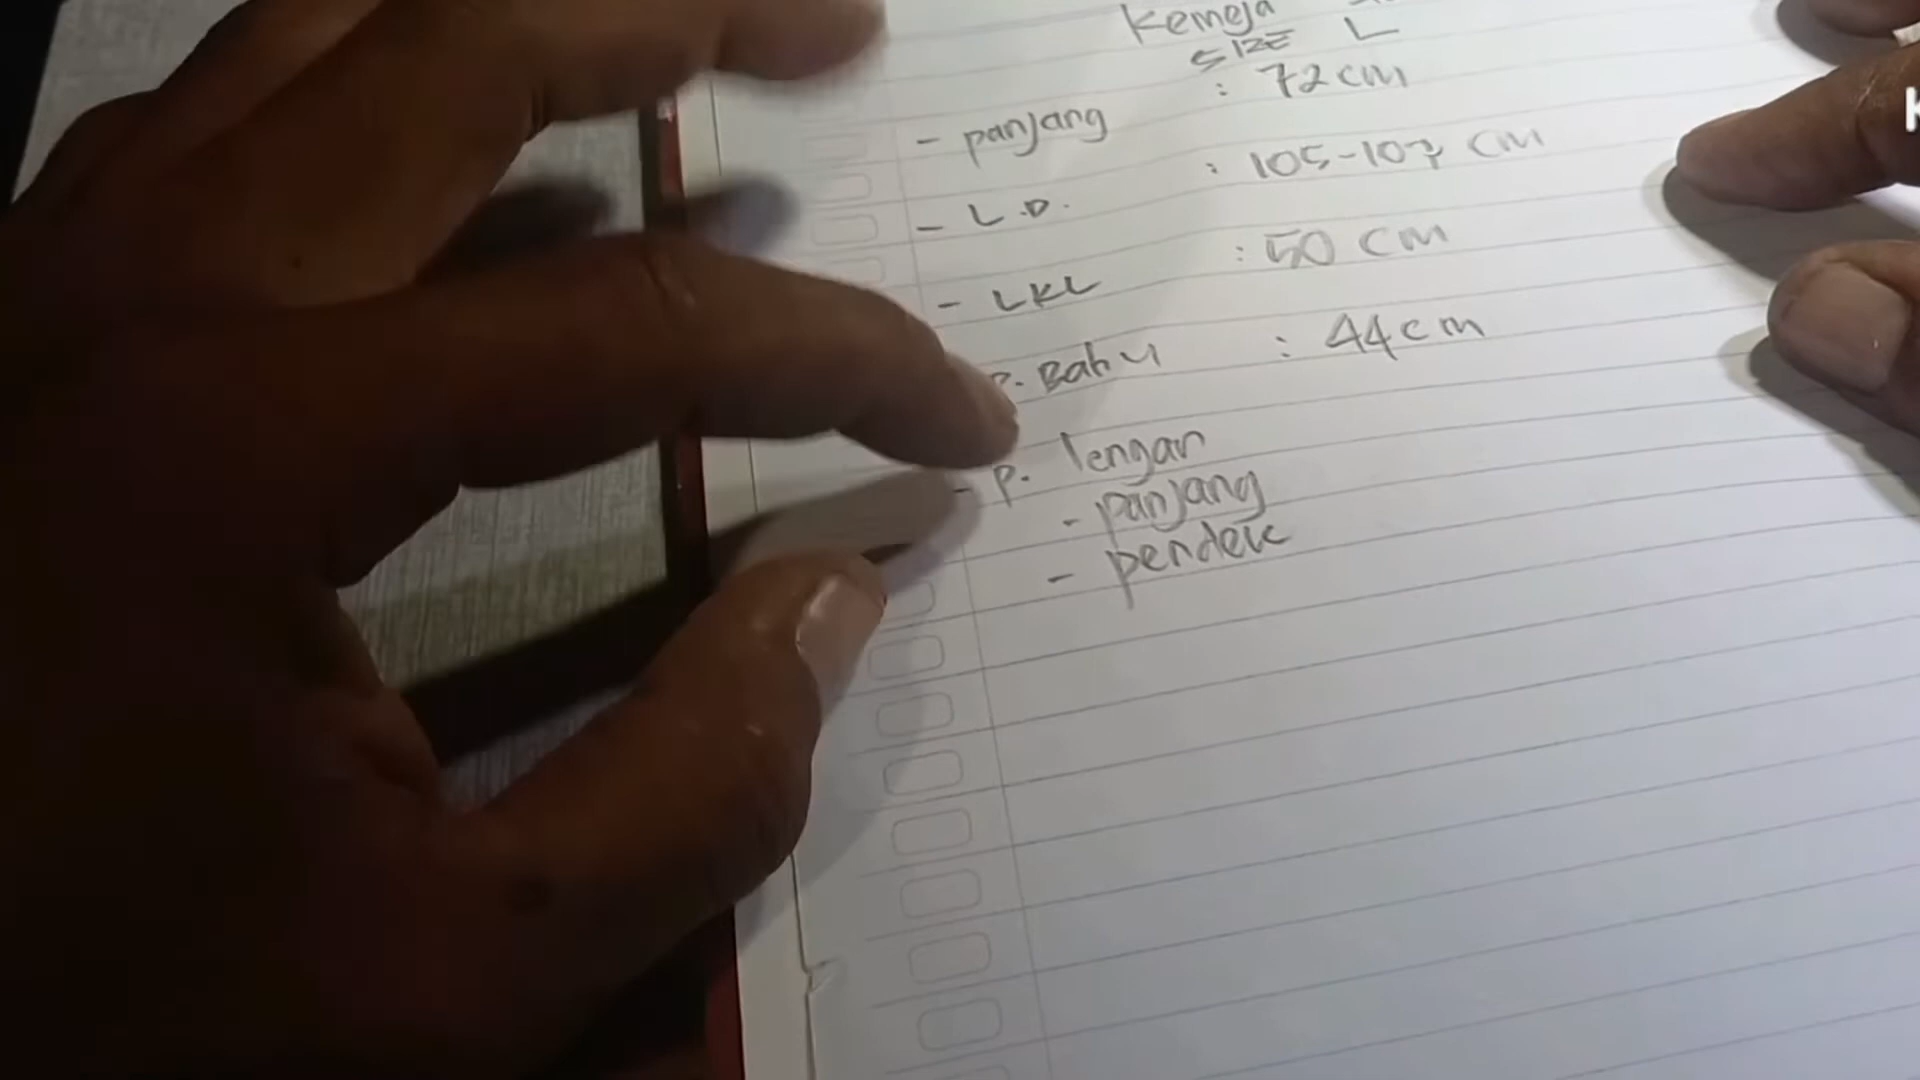 Kemeja
SIZE L
- panjang : 72 cm
- L.D. : 105-107 cm
- LKL : 50 cm
P. Bahu : 44 cm
- P. lengan
- panjang
- pendek
K